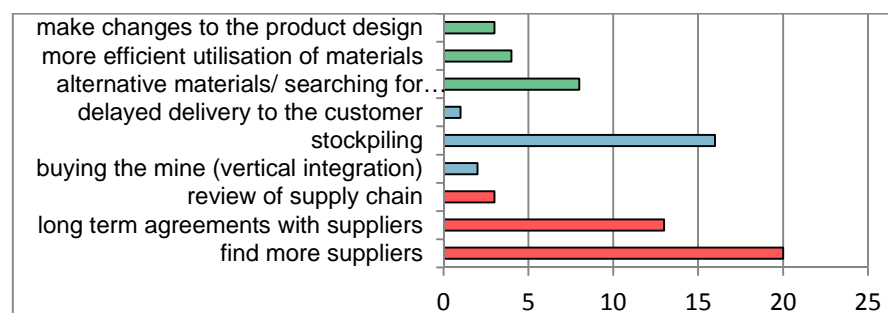 make changes to the product design
more efficient utilisation of materials
alternative materials/ searching for…
delayed delivery to the customer
stockpiling
buying the mine (vertical integration)
review of supply chain
long term agreements with suppliers
find more suppliers
0 5 10 15 20 25